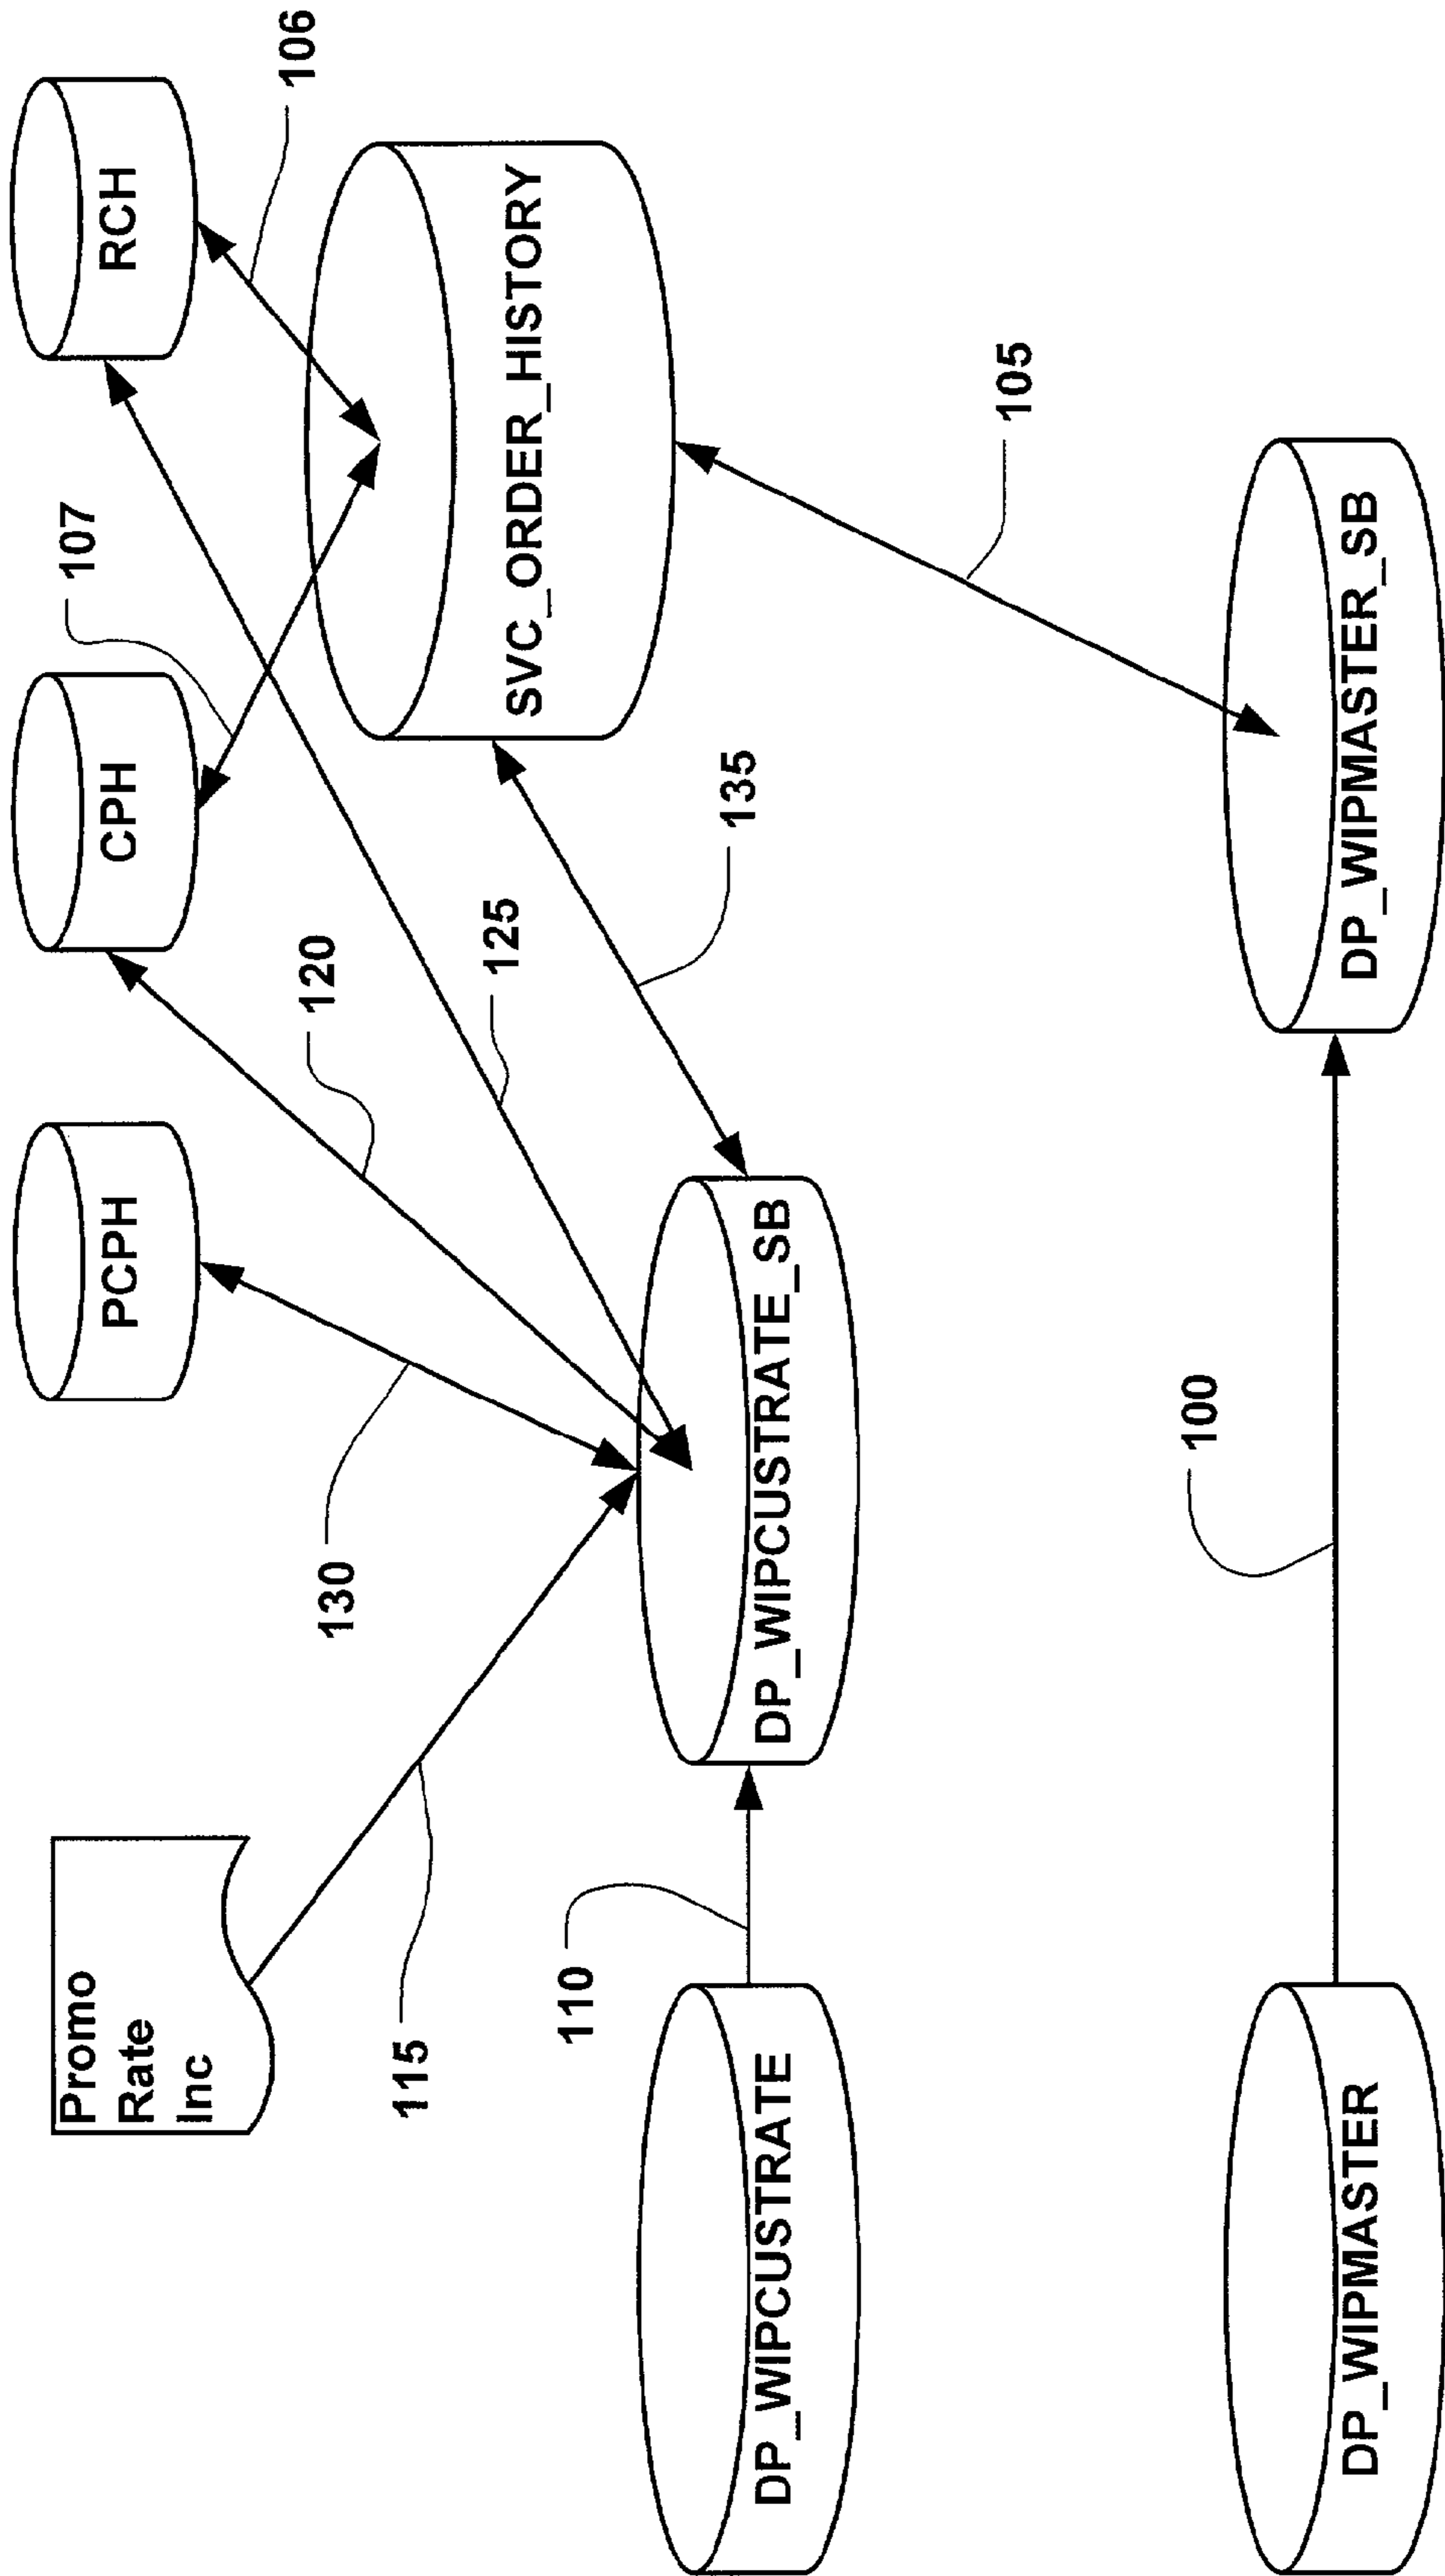 Promo
Rate
Inc
PCPH
CPH
RCH
130
120
107
106
115
125
SVC_ORDER_HISTORY
110
135
DP_WIPCUSTRATE
DP_WIPCUSTRATE_SB
105
100
DP_WIPMASTER
DP_WIPMASTER_SB